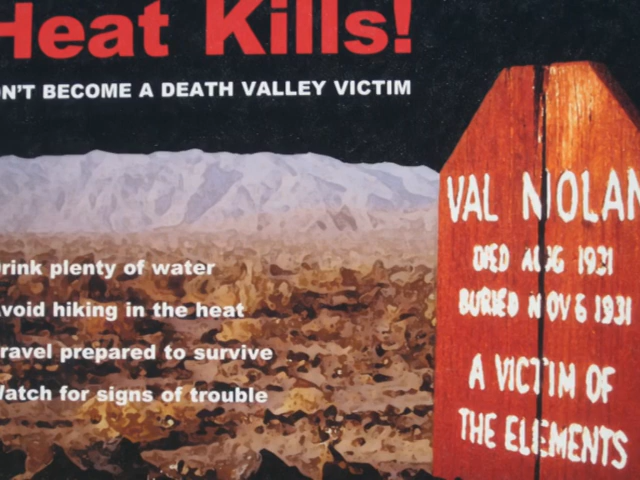 Heat Kills!
ON'T BECOME A DEATH VALLEY VICTIM
rink plenty of water
void hiking in the heat
ravel prepared to survive
Watch for signs of trouble
VAL NOLAN
DIED AUG 1931
BURIED NOV 6 1931
A VICTIM OF
THE ELEMENTS